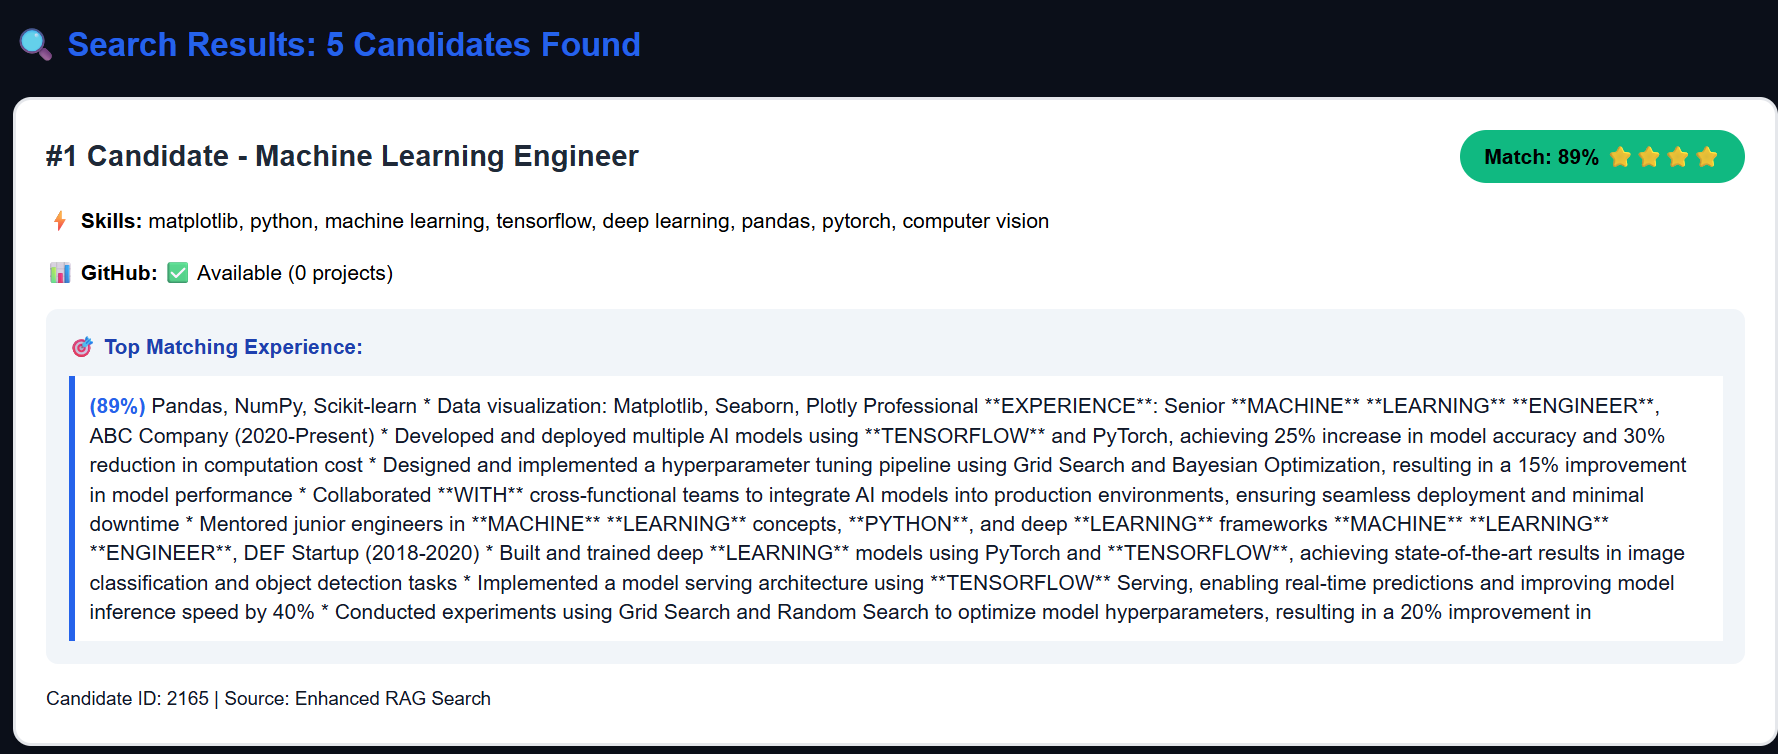 Search Results: 5 Candidates Found
#1 Candidate - Machine Learning Engineer
Match: 89%
Skills: matplotlib, python, machine learning, tensorflow, deep learning, pandas, pytorch, computer vision
GitHub: Available (0 projects)
Top Matching Experience:
(89%) Pandas, NumPy, Scikit-learn * Data visualization: Matplotlib, Seaborn, Plotly Professional **EXPERIENCE**: Senior **MACHINE** **LEARNING** **ENGINEER**,
ABC Company (2020-Present) * Developed and deployed multiple AI models using **TENSORFLOW** and PyTorch, achieving 25% increase in model accuracy and 30%
reduction in computation cost * Designed and implemented a hyperparameter tuning pipeline using Grid Search and Bayesian Optimization, resulting in a 15% improvement
in model performance * Collaborated **WITH** cross-functional teams to integrate AI models into production environments, ensuring seamless deployment and minimal
downtime * Mentored junior engineers in **MACHINE** **LEARNING** concepts, **PYTHON**, and deep **LEARNING** frameworks **MACHINE** **LEARNING**
**ENGINEER**, DEF Startup (2018-2020) * Built and trained deep **LEARNING** models using PyTorch and **TENSORFLOW**, achieving state-of-the-art results in image
classification and object detection tasks * Implemented a model serving architecture using **TENSORFLOW** Serving, enabling real-time predictions and improving model
inference speed by 40% * Conducted experiments using Grid Search and Random Search to optimize model hyperparameters, resulting in a 20% improvement in
Candidate ID: 2165 | Source: Enhanced RAG Search